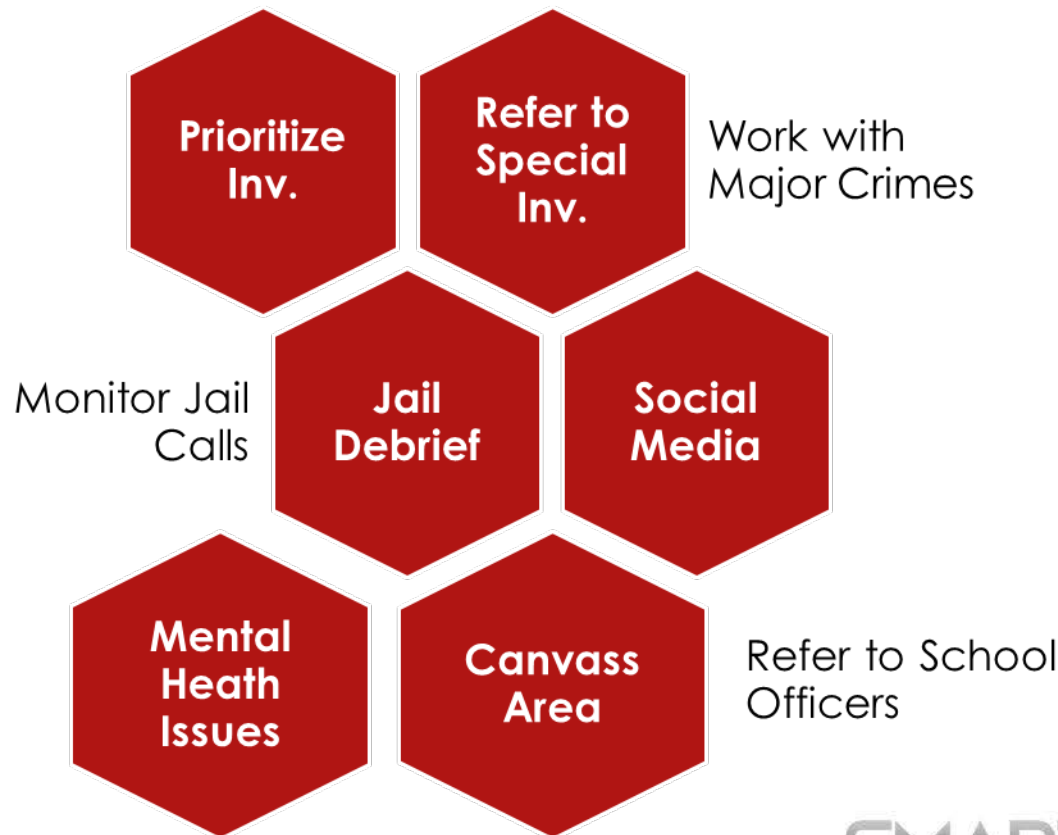 Prioritize
Inv.
Refer to
Special
Inv.
Work with
Major Crimes
Monitor Jail
Calls
Jail
Debrief
Social
Media
Mental
Heath
Issues
Canvass
Area
Refer to School
Officers